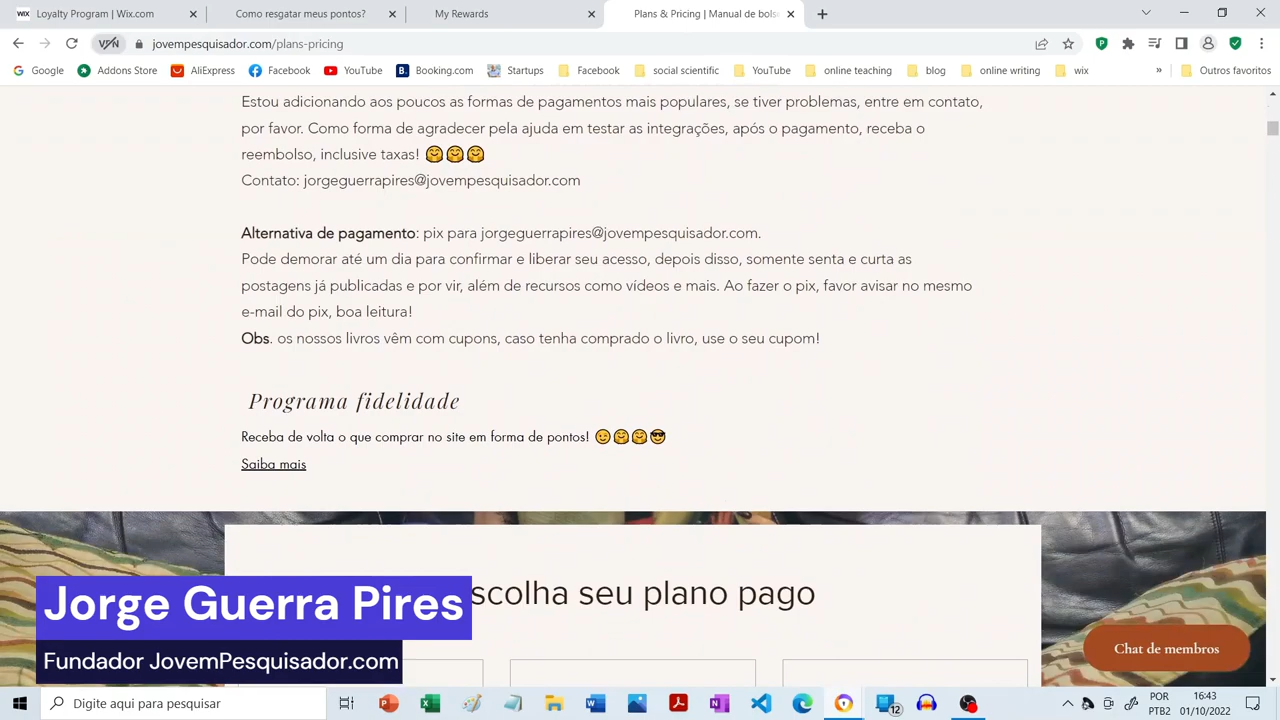 Loyalty Program | Wix.com
Como resgatar meus pontos?
My Rewards
Plans & Pricing | Manual de bols
VPN
jovempesquisador.com/plans-pricing
Google
Addons Store
AliExpress
Facebook
YouTube
Booking.com
Startups
Facebook
social scientific
YouTube
online teaching
blog
online writing
wix
»
Outros favoritos
Estou adicionando aos poucos as formas de pagamentos mais populares, se tiver problemas, entre em contato,
por favor. Como forma de agradecer pela ajuda em testar as integrações, após o pagamento, receba o
reembolso, inclusive taxas! 🤗🤗🤗
Contato: jorgeguerrapires@jovempesquisador.com
Alternativa de pagamento: pix para jorgeguerrapires@jovempesquisador.com.
Pode demorar até um dia para confirmar e liberar seu acesso, depois disso, somente senta e curta as
postagens já publicadas e por vir, além de recursos como vídeos e mais. Ao fazer o pix, favor avisar no mesmo
e-mail do pix, boa leitura!
Obs. os nossos livros vêm com cupons, caso tenha comprado o livro, use o seu cupom!
Programa fidelidade
Receba de volta o que comprar no site em forma de pontos! 😉🤗🤗😎
Saiba mais
scolha seu plano pago
Jorge Guerra Pires
Fundador JovemPesquisador.com
Chat de membros
Digite aqui para pesquisar
12
POR
PTB2
16:43
01/10/2022